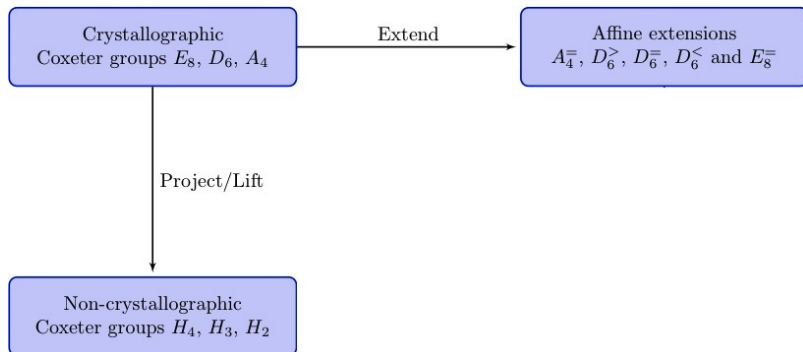 Crystallographic
Coxeter groups E₈, D₆, A₄
Extend
Affine extensions
A₄⁼, D₆^>, D₆⁼, D₆^< and E₈⁼
Project/Lift
Non-crystallographic
Coxeter groups H₄, H₃, H₂